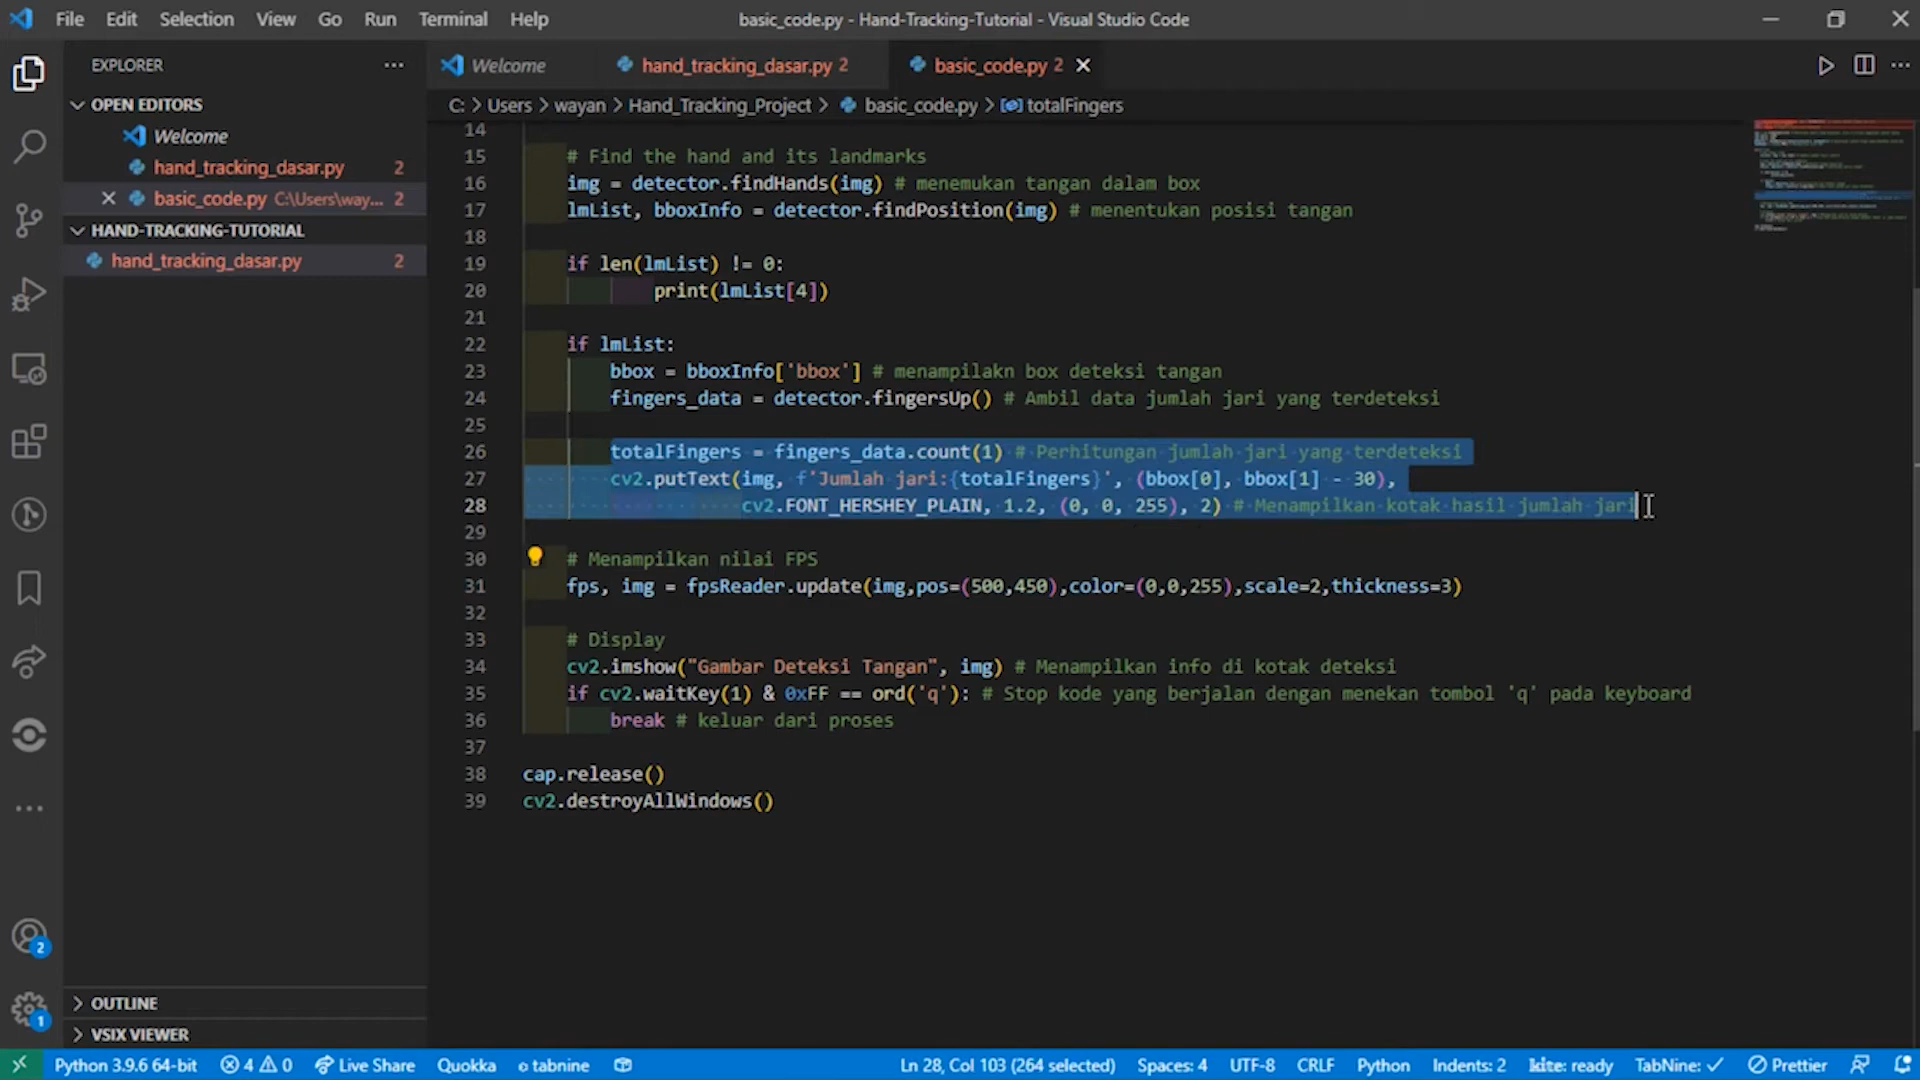 File Edit Selection View Go Run Terminal Help
basic_code.py - Hand-Tracking-Tutorial - Visual Studio Code
EXPLORER
Welcome
hand_tracking_dasar.py 2
basic_code.py 2
OPEN EDITORS
Welcome
hand_tracking_dasar.py 2
basic_code.py C:\Users\way... 2
HAND-TRACKING-TUTORIAL
hand_tracking_dasar.py 2
C: > Users > wayan > Hand_Tracking_Project > basic_code.py > totalFingers
14
15 # Find the hand and its landmarks
16 img = detector.findHands(img) # menemukan tangan dalam box
17 lmList, bboxInfo = detector.findPosition(img) # menentukan posisi tangan
18
19 if len(lmList) != 0:
20 print(lmList[4])
21
22 if lmList:
23 bbox = bboxInfo['bbox'] # menampilakn box deteksi tangan
24 fingers_data = detector.fingersUp() # Ambil data jumlah jari yang terdeteksi
25
26 totalFingers = fingers_data.count(1) # Perhitungan jumlah jari yang terdeteksi
27 cv2.putText(img, f'Jumlah jari:{totalFingers}', (bbox[0], bbox[1] - 30),
28 cv2.FONT_HERSHEY_PLAIN, 1.2, (0, 0, 255), 2) # Menampilkan kotak hasil jumlah jari
29
30 # Menampilkan nilai FPS
31 fps, img = fpsReader.update(img,pos=(500,450),color=(0,0,255),scale=2,thickness=3)
32
33 # Display
34 cv2.imshow("Gambar Deteksi Tangan", img) # Menampilkan info di kotak deteksi
35 if cv2.waitKey(1) & 0xFF == ord('q'): # Stop kode yang berjalan dengan menekan tombol 'q' pada keyboard
36 break # keluar dari proses
37
38 cap.release()
39 cv2.destroyAllWindows()
2
1
OUTLINE
VSIX VIEWER
Python 3.9.6 64-bit 4 0 Live Share Quokka tabnine Ln 28, Col 103 (264 selected) Spaces: 4 UTF-8 CRLF Python Indents: 2 kite: ready TabNine: ✓ Prettier